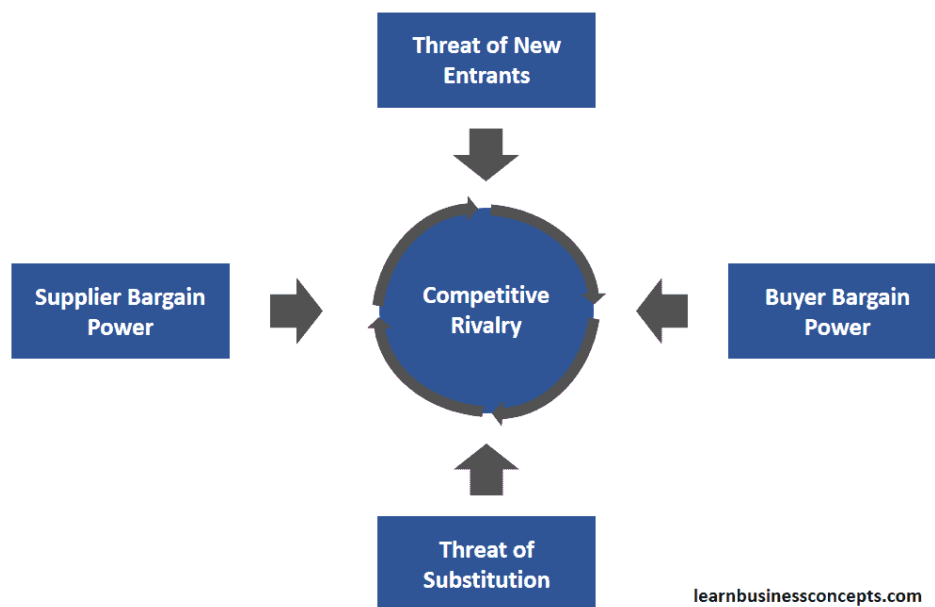 Threat of New
Entrants
Supplier Bargain
Power
Competitive
Rivalry
Buyer Bargain
Power
Threat of
Substitution
learnbusinessconcepts.com